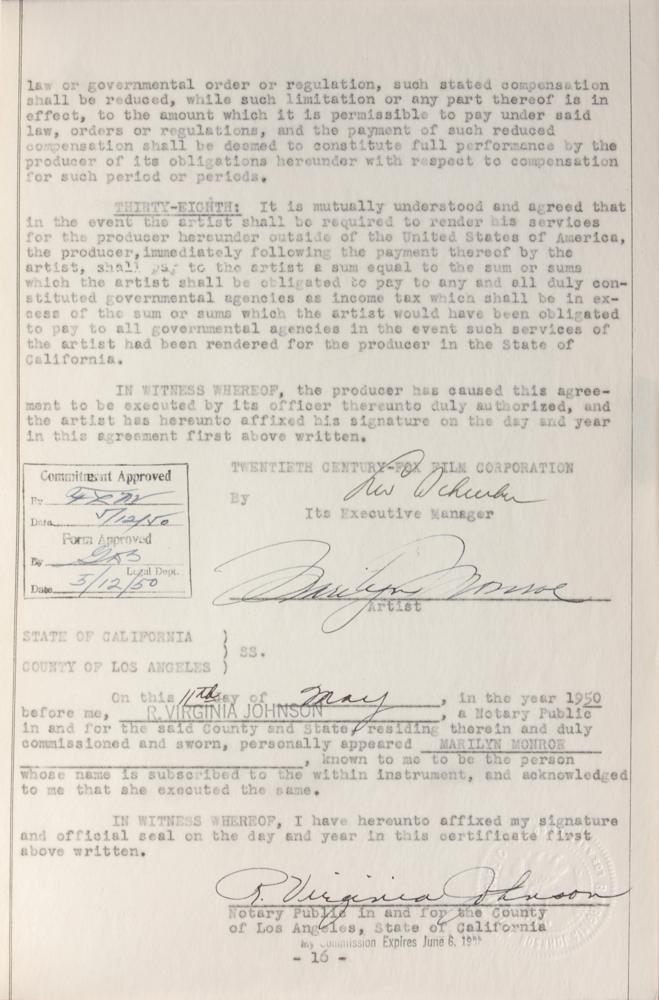 law or governmental order or regulation, such stated compensation
shall be reduced, while such limitation or any part thereof is in
effect, to the amount which it is permissible to pay under said
law, orders or regulations, and the payment of such reduced
compensation shall be deemed to constitute full performance by the
producer of its obligations hereunder with respect to compensation
for such period or periods.
THIRTY-EIGHTH: It is mutually understood and agreed that
in the event the artist shall be required to render his services
for the producer hereunder outside of the United States of America,
the producer, immediately following the payment thereof by the
artist, shall pay to the artist a sum equal to the sum or sums
which the artist shall be obligated to pay to any and all duly con-
stituted governmental agencies as income tax which shall be in ex-
cess of the sum or sums which the artist would have been obligated
to pay to all governmental agencies in the event such services of
the artist had been rendered for the producer in the State of
California.
IN WITNESS WHEREOF, the producer has caused this agree-
ment to be executed by its officer thereunto duly authorized, and
the artist has hereunto affixed his signature on the day and year
in this agreement first above written.
TWENTIETH CENTURY-FOX FILM CORPORATION
By Lew Schreiber
Its Executive Manager
Commitment Approved
By
Date 5/12/50
Form Approved
By
Legal Dept.
Date 5/12/50
Marilyn Monroe
Artist
STATE OF CALIFORNIA )
) SS.
COUNTY OF LOS ANGELES )
On this 11th day of May, in the year 1950
before me, R. VIRGINIA JOHNSON, a Notary Public
in and for the said County and State, residing therein and duly
commissioned and sworn, personally appeared MARILYN MONROE
, known to me to be the person
whose name is subscribed to the within instrument, and acknowledged
to me that she executed the same.
IN WITNESS WHEREOF, I have hereunto affixed my signature
and official seal on the day and year in this certificate first
above written.
R. Virginia Johnson
Notary Public in and for the County
of Los Angeles, State of California
My Commission Expires June 6,
- 16 -